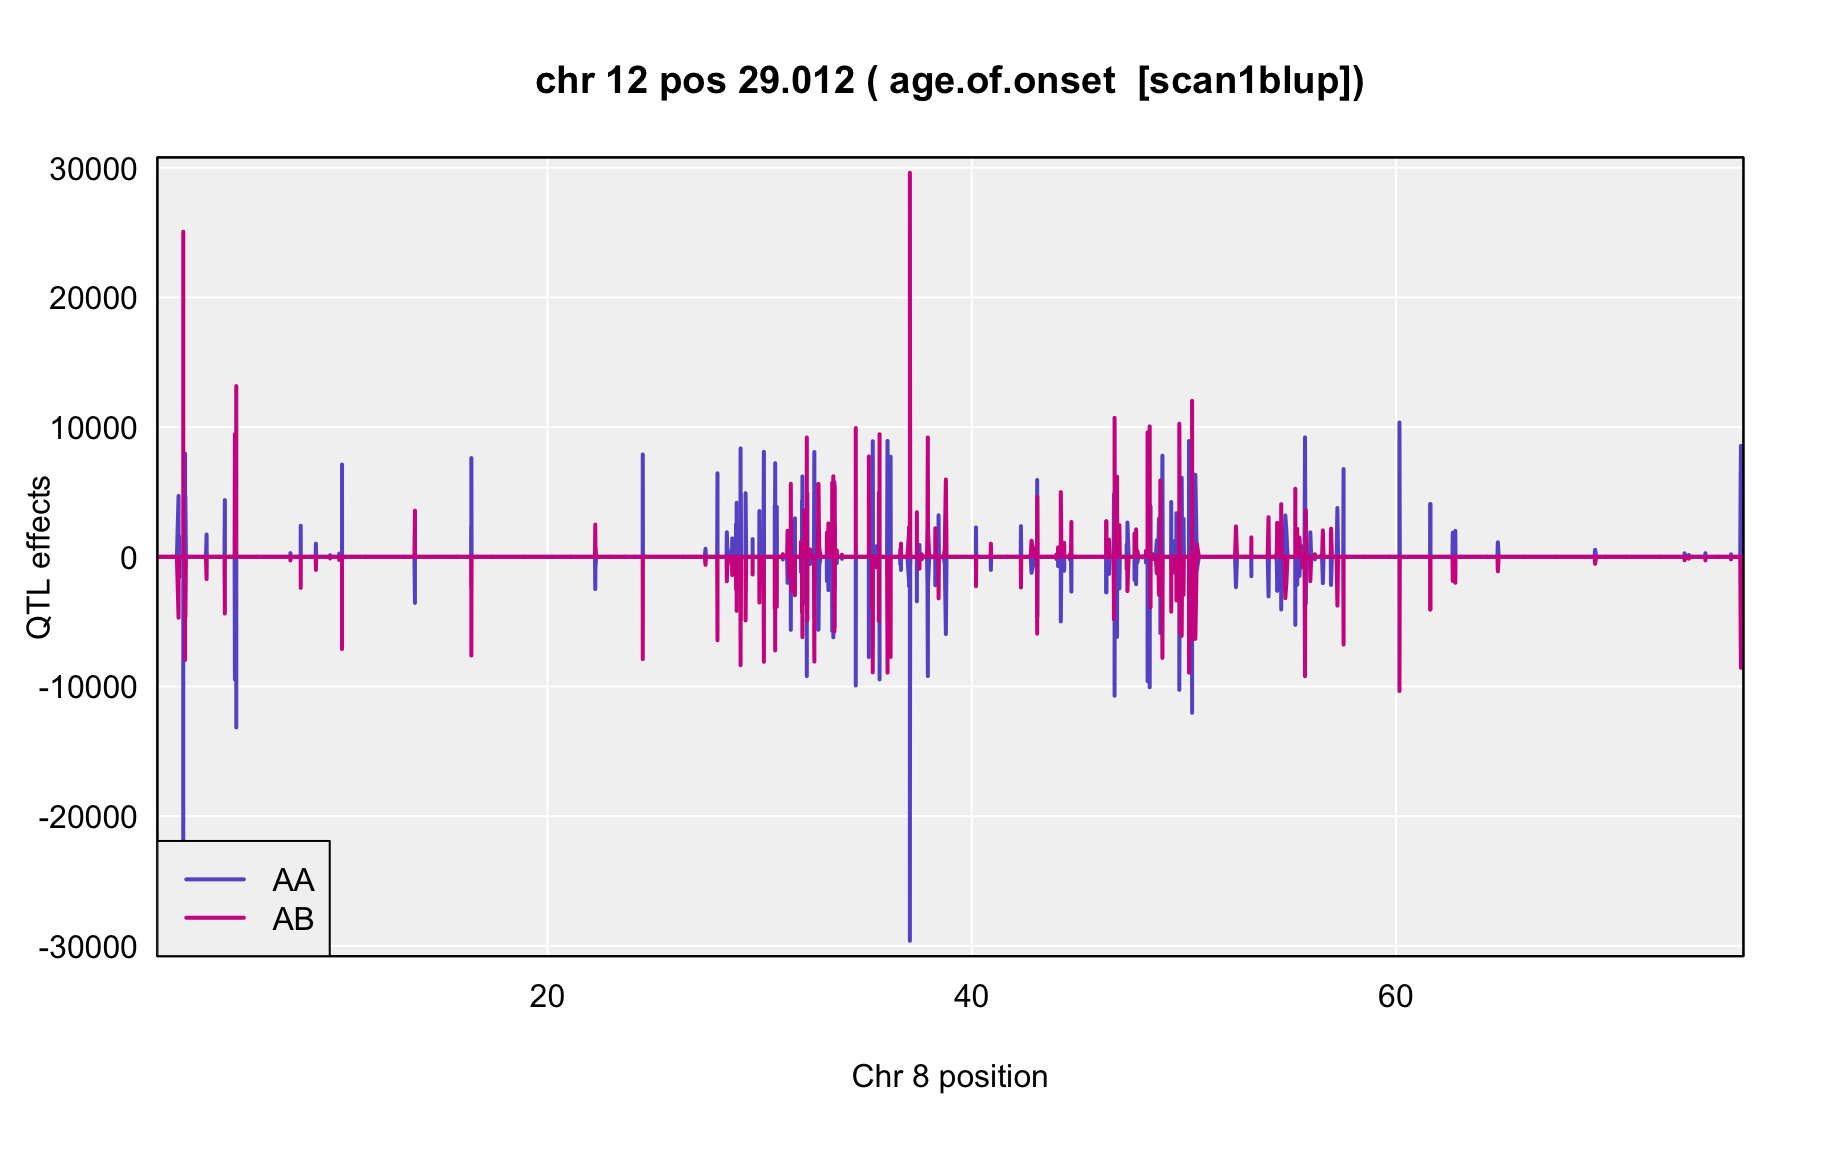 chr 12 pos 29.012 ( age.of.onset  [scan1blup])
QTL effects
30000
20000
10000
0
-10000
-20000
-30000
AA
AB
20
40
60
Chr 8 position